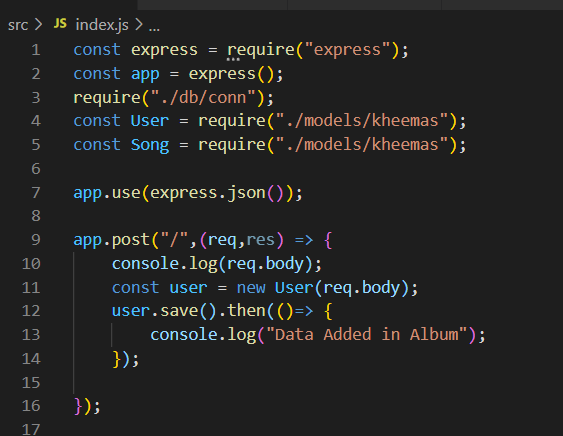 src > JS index.js > ...
1 const express = require("express");
2 const app = express();
3 require("./db/conn");
4 const User = require("./models/kheemas");
5 const Song = require("./models/kheemas");
6
7 app.use(express.json());
8
9 app.post("/",(req,res) => {
10 console.log(req.body);
11 const user = new User(req.body);
12 user.save().then(()=> {
13 console.log("Data Added in Album");
14 });
15
16 });
17